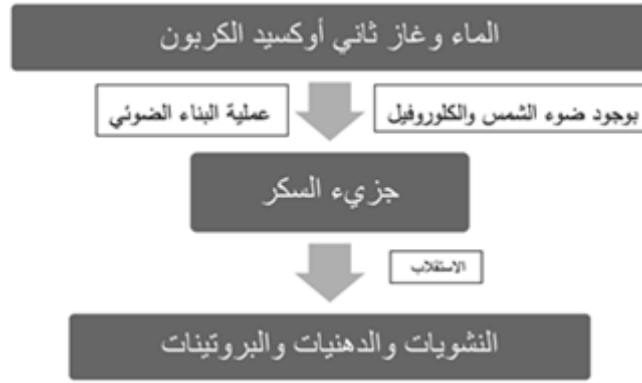 الماء وغاز ثاني أوكسيد الكربون
بوجود ضوء الشمس والكلوروفيل
عملية البناء الضوئي
جزيء السكر
الاستقلاب
النشويات والدهنيات والبروتينات